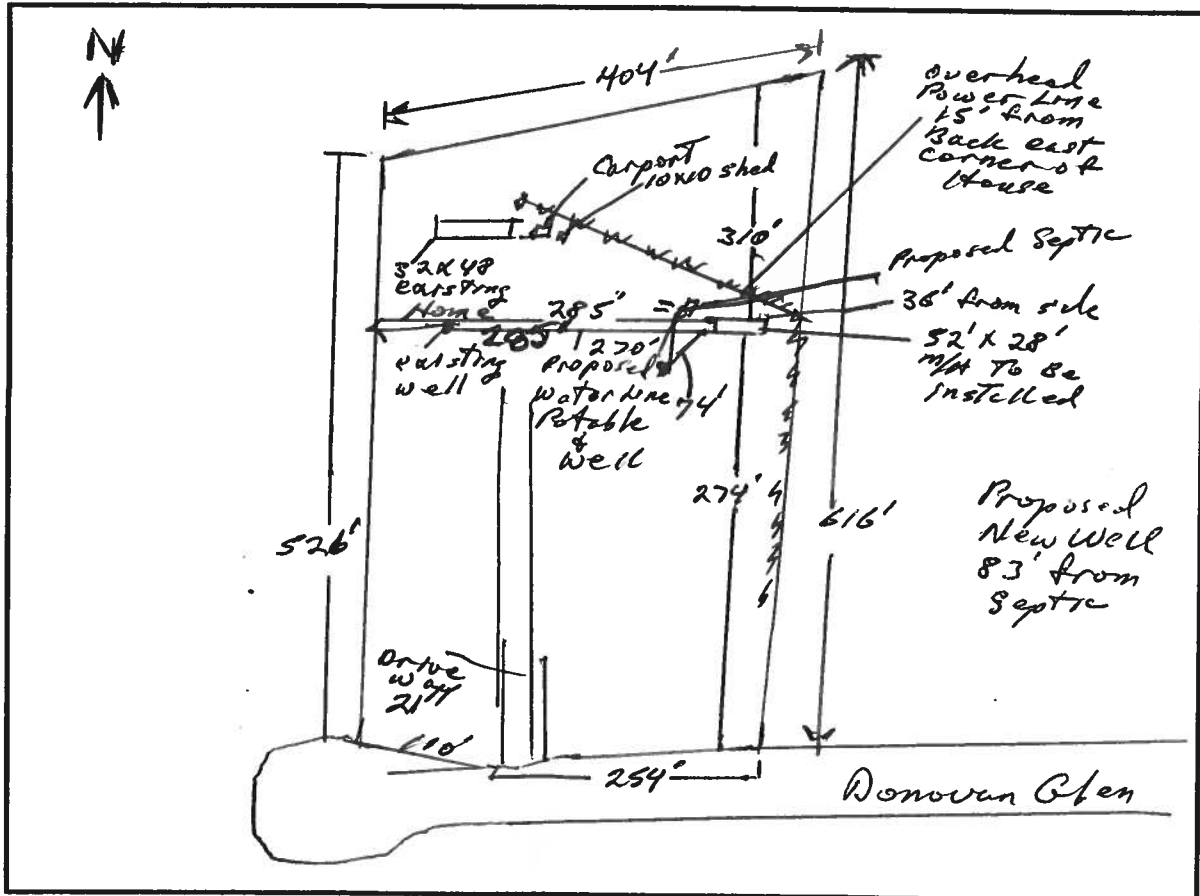 N
404'
overhead
Power Line
15' from
Back east
corner of
House
Carport
10x10 shed
310'
Proposed Septic
32x48
existing
Home
285'
36' from side
52' x 28'
m/H To Be
installed
existing
well
270'
Proposed
water Line
Potable
&
Well
74'
274'
616'
526'
Proposed
New Well
83' from
Septic
Drive
way
21'
254'
Donovan Glen